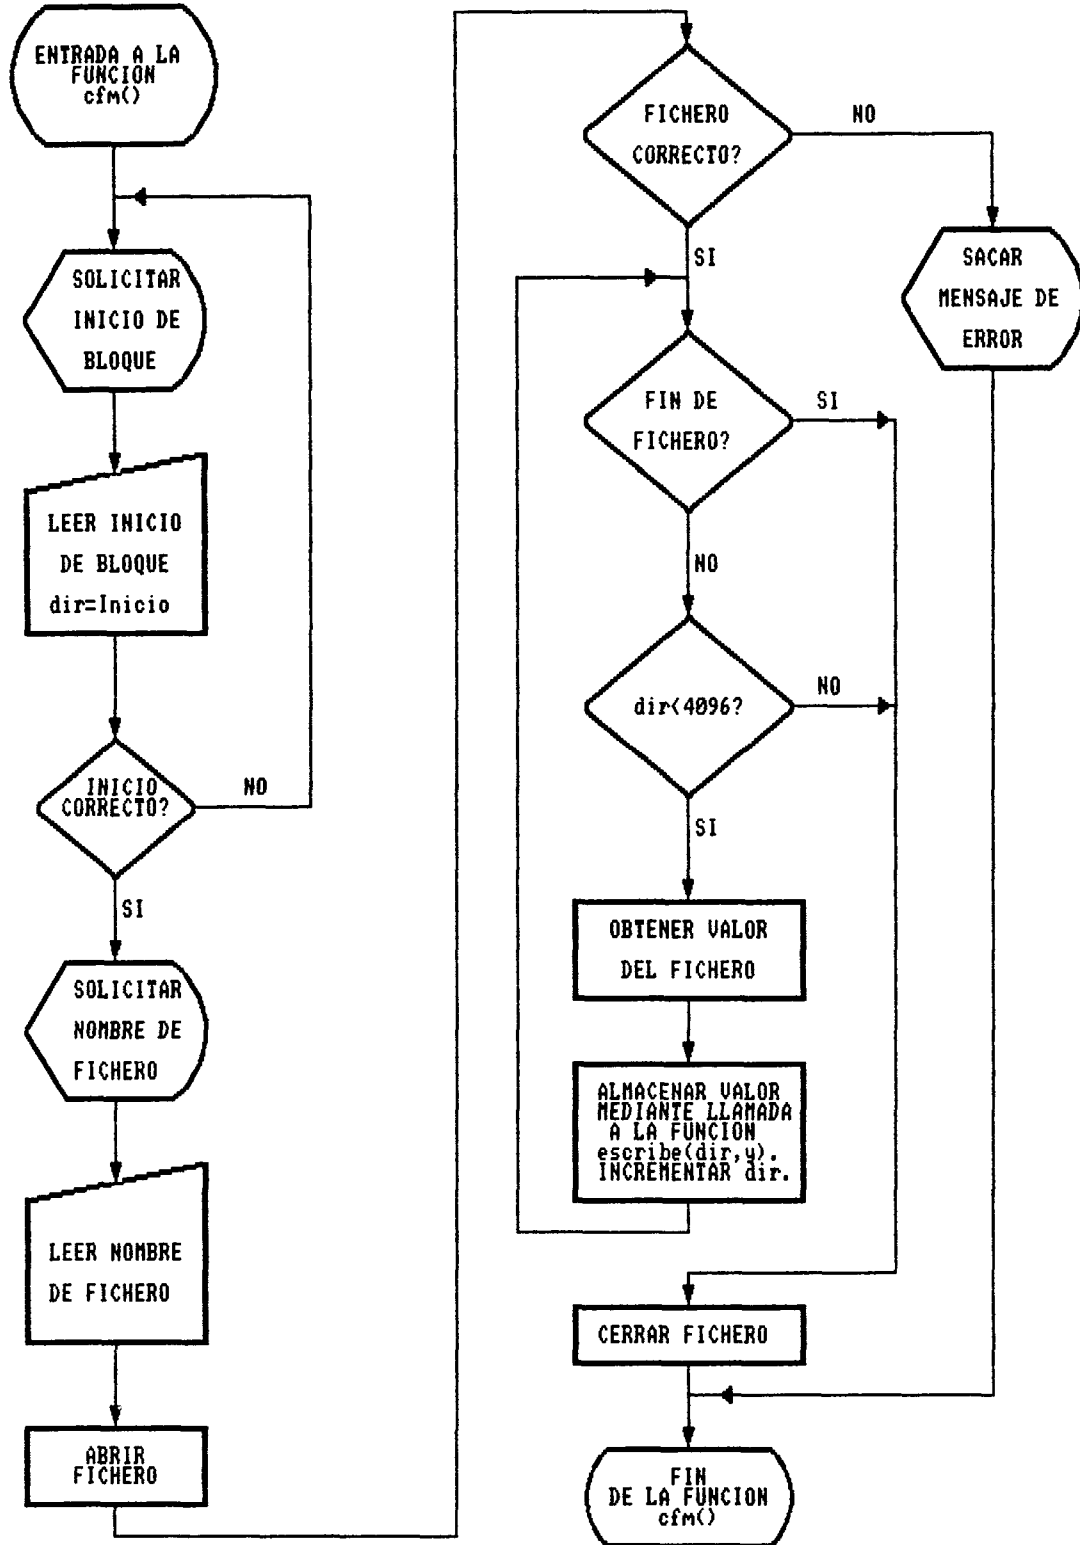 ENTRADA A LA
FUNCION
cfm()
SOLICITAR
INICIO DE
BLOQUE
LEER INICIO
DE BLOQUE
dir=Inicio
INICIO
CORRECTO?
NO
SI
SOLICITAR
NOMBRE DE
FICHERO
LEER NOMBRE
DE FICHERO
ABRIR
FICHERO
FICHERO
CORRECTO?
NO
SI
SACAR
MENSAJE DE
ERROR
FIN DE
FICHERO?
SI
NO
dir<4096?
NO
SI
OBTENER VALOR
DEL FICHERO
ALMACENAR VALOR
MEDIANTE LLAMADA
A LA FUNCION
escribe(dir,y).
INCREMENTAR dir.
CERRAR FICHERO
FIN
DE LA FUNCION
cfm()